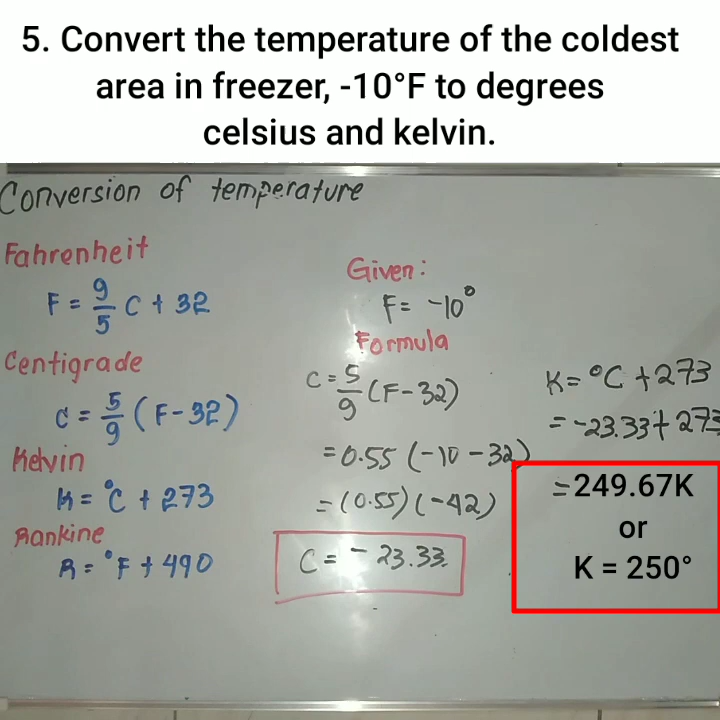 5. Convert the temperature of the coldest
area in freezer, -10°F to degrees
celsius and kelvin.
Conversion of temperature
Fahrenheit
F = 9/5 C + 32
Centigrade
C = 5/9 (F - 32)
Kelvin
K = °C + 273
Rankine
R = °F + 490
Given:
F = -10°
Formula
C = 5/9 (F - 32)
= 0.55 (-10 - 32)
= (0.55) (-42)
C = - 23.33.
K = °C + 273
= -23.33 + 273
= 249.67K
or
K = 250°